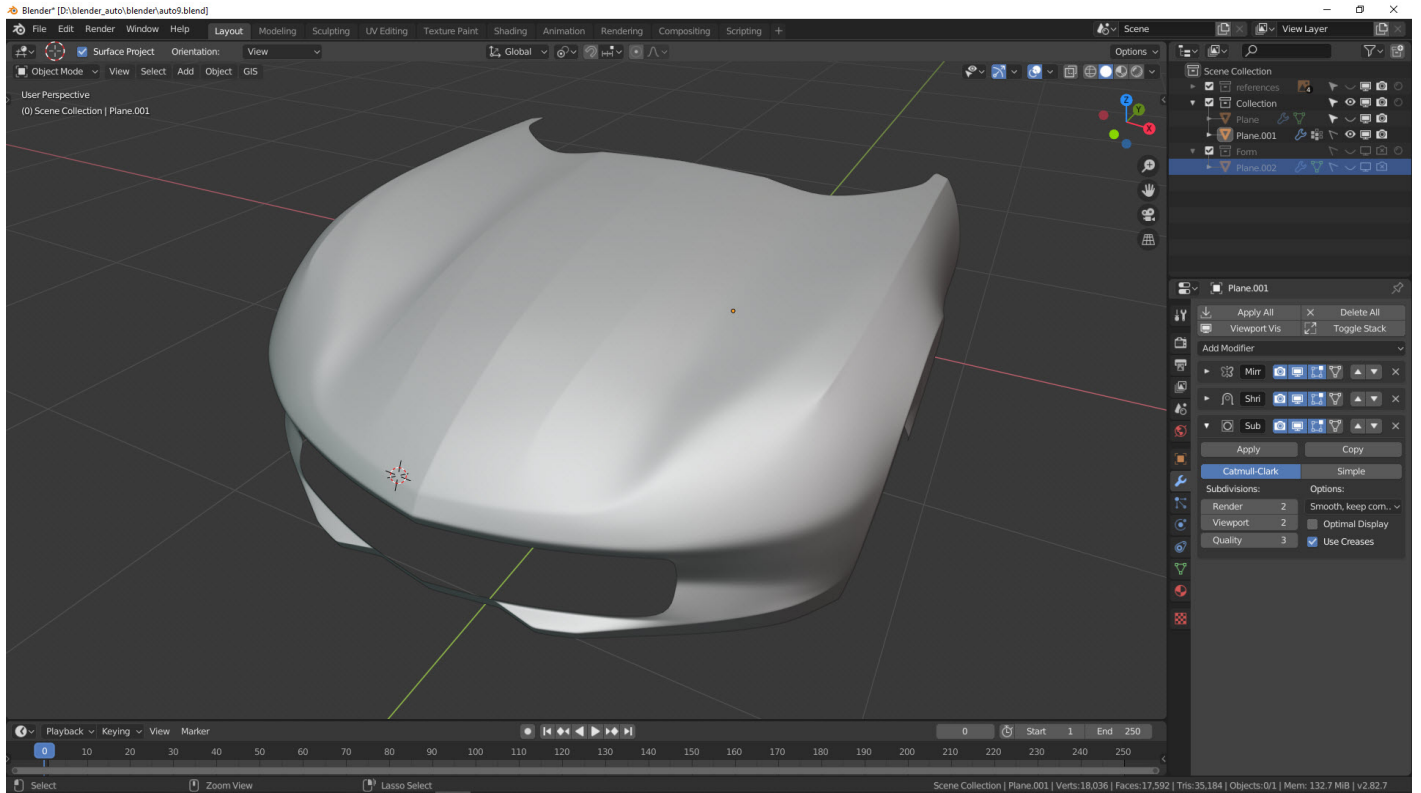 Blender* [D:\blender_auto\blender\auto9.blend]
File Edit Render Window Help Layout Modeling Sculpting UV Editing Texture Paint Shading Animation Rendering Compositing Scripting + Scene View Layer
Surface Project Orientation: View Global Options
Object Mode View Select Add Object GIS
User Perspective
(0) Scene Collection | Plane.001
Z
Y
X
Scene Collection
references 4
Collection
Plane
Plane.001
Form
Plane.002
Plane.001
Apply All Delete All
Viewport Vis Toggle Stack
Add Modifier
Mirr
Shri
Sub
Apply Copy
Catmull-Clark Simple
Subdivisions: Options:
Render 2 Smooth, keep corn..
Viewport 2 Optimal Display
Quality 3 Use Creases
Playback Keying View Marker 0 Start 1 End 250
0 10 20 30 40 50 60 70 80 90 100 110 120 130 140 150 160 170 180 190 200 210 220 230 240 250
Select Zoom View Lasso Select Scene Collection | Plane.001 | Verts:18,036 | Faces:17,592 | Tris:35,184 | Objects:0/1 | Mem: 132.7 MiB | v2.82.7